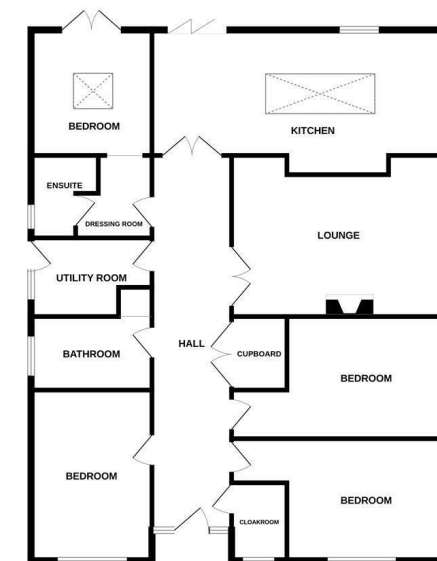 BEDROOM
KITCHEN
ENSUITE
DRESSING ROOM
LOUNGE
UTILITY ROOM
HALL
BATHROOM
CUPBOARD
BEDROOM
BEDROOM
BEDROOM
CLOAKROOM